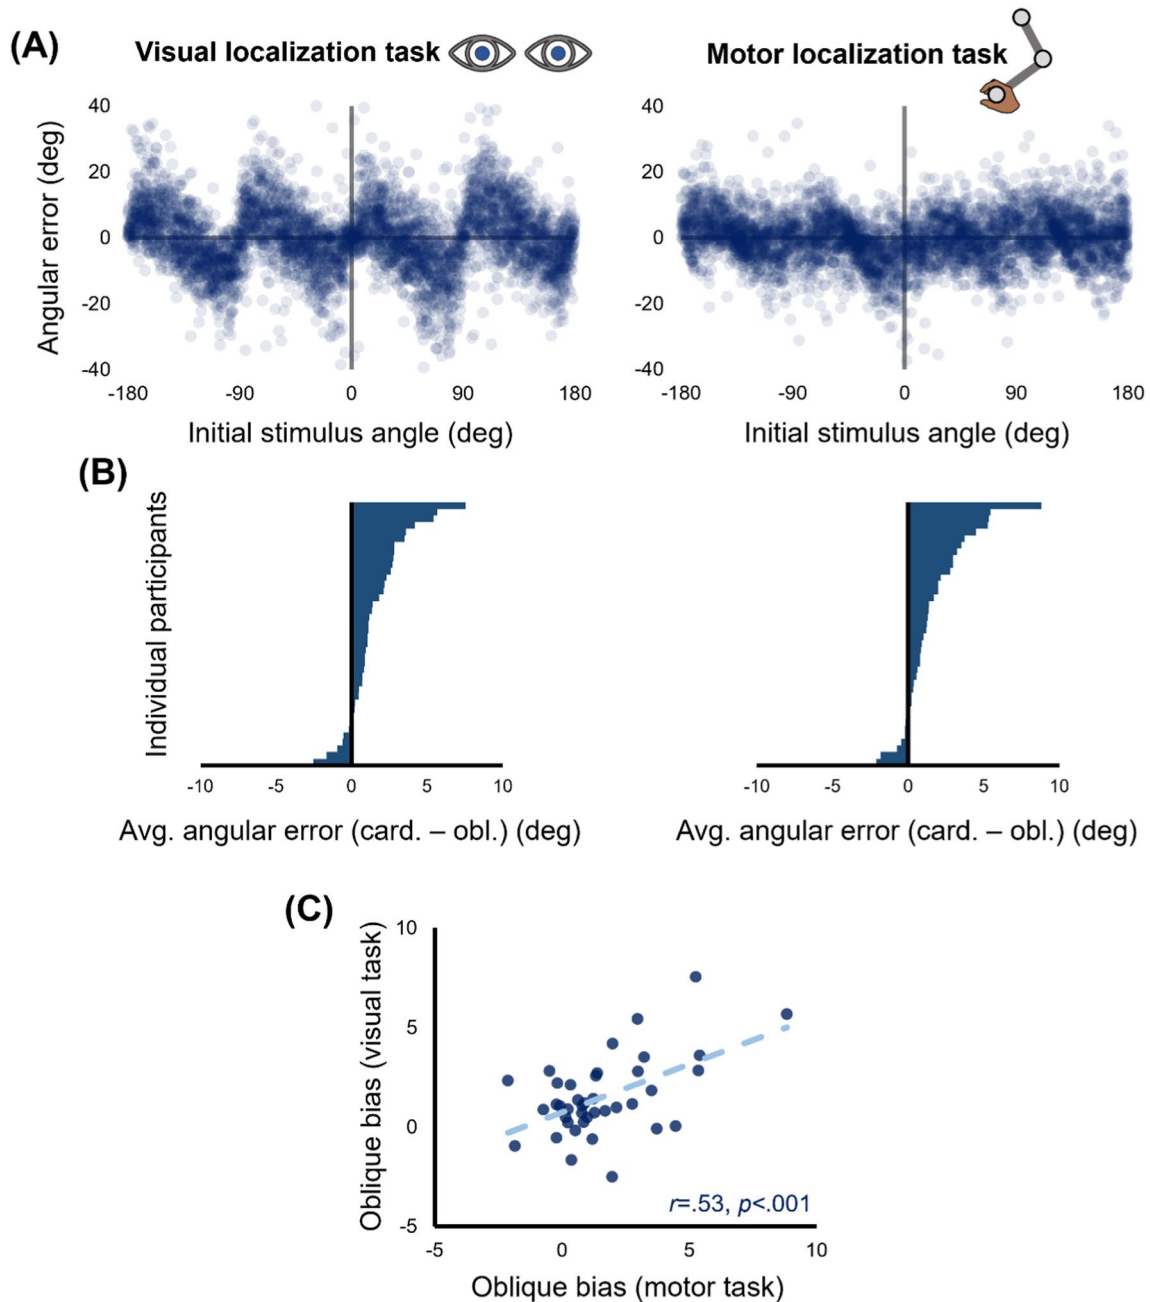 (A)
Visual localization task
Motor localization task
Angular error (deg)
40
20
0
-20
-40
-180 -90 0 90 180
Initial stimulus angle (deg)
40
20
0
-20
-40
-180 -90 0 90 180
Initial stimulus angle (deg)
(B)
Individual participants
-10 -5 0 5 10
Avg. angular error (card. – obl.) (deg)
-10 -5 0 5 10
Avg. angular error (card. – obl.) (deg)
(C)
Oblique bias (visual task)
10
5
0
-5
r=.53, p<.001
-5 0 5 10
Oblique bias (motor task)